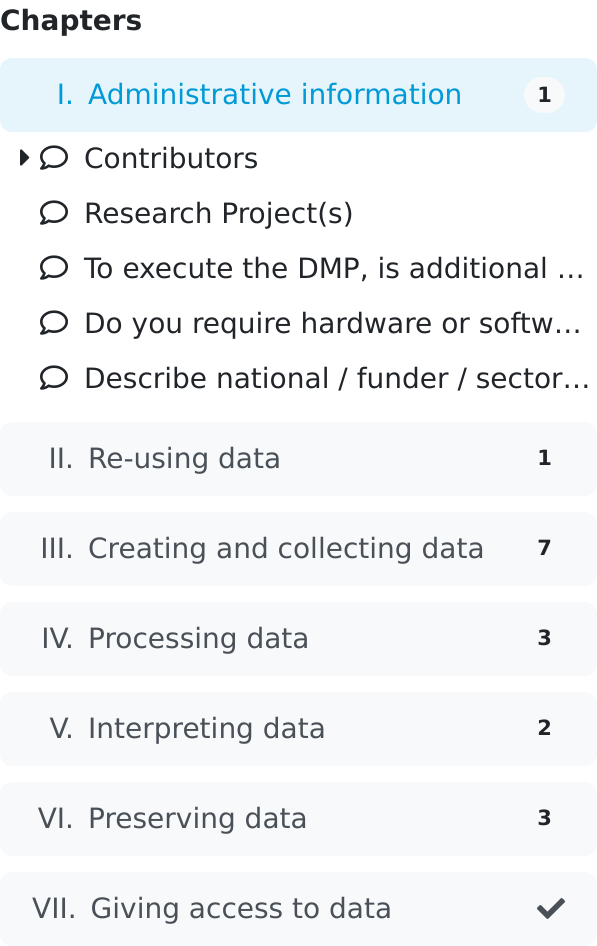 Chapters
I. Administrative information 1
Contributors
Research Project(s)
To execute the DMP, is additional ...
Do you require hardware or softw...
Describe national / funder / sector...
II. Re-using data 1
III. Creating and collecting data 7
IV. Processing data 3
V. Interpreting data 2
VI. Preserving data 3
VII. Giving access to data